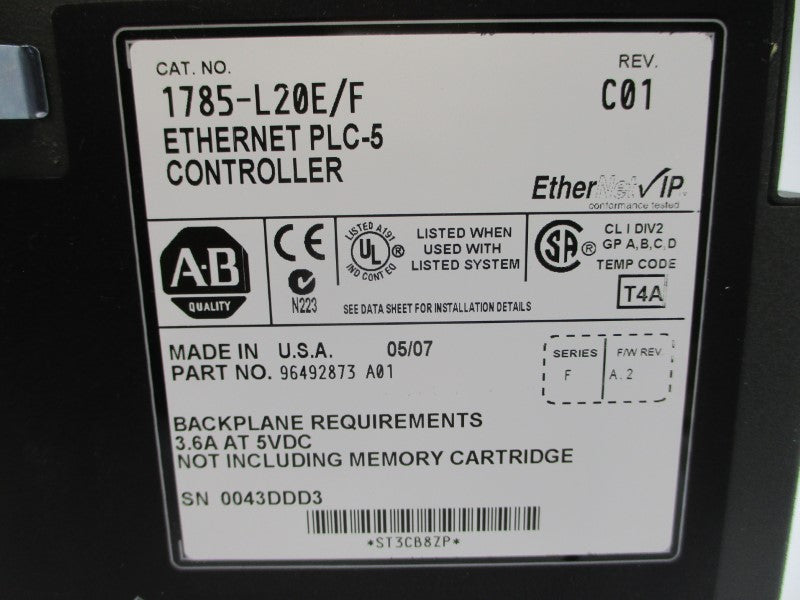 CAT. NO.
1785-L20E/F
ETHERNET PLC-5
CONTROLLER
REV.
C01
EtherNet/IP
conformance tested
A-B
QUALITY
CE
N223
LISTED A197
UL
®
IND CONT EQ
LISTED WHEN
USED WITH
LISTED SYSTEM
SEE DATA SHEET FOR INSTALLATION DETAILS
SA
®
CL I DIV2
GP A,B,C,D
TEMP CODE
T4A
MADE IN U.S.A. 05/07
PART NO. 96492873 A01
SERIES F/W REV
F A.2
BACKPLANE REQUIREMENTS
3.6A AT 5VDC
NOT INCLUDING MEMORY CARTRIDGE
SN 0043DDD3
*ST3CB8ZP*